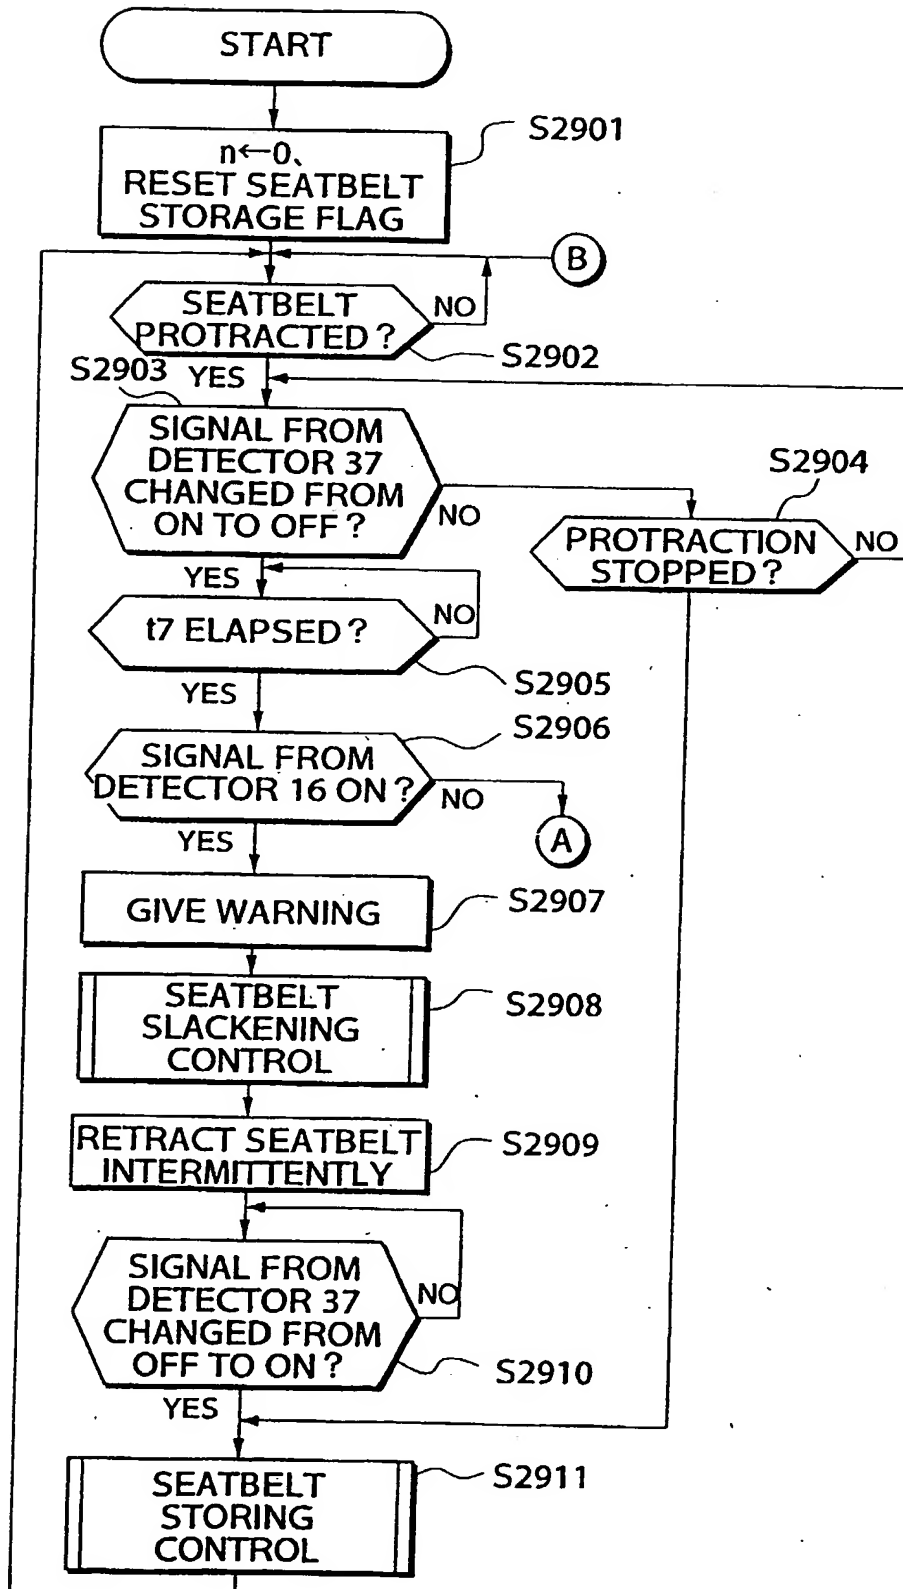 START
n←0、
RESET SEATBELT
STORAGE FLAG
S2901
B
SEATBELT
PROTRACTED?
NO
S2902
YES
S2903
SIGNAL FROM
DETECTOR 37
CHANGED FROM
ON TO OFF?
NO
S2904
PROTRACTION
STOPPED?
NO
YES
t7 ELAPSED?
NO
S2905
YES
S2906
SIGNAL FROM
DETECTOR 16 ON?
NO
A
YES
GIVE WARNING
S2907
SEATBELT
SLACKENING
CONTROL
S2908
RETRACT SEATBELT
INTERMITTENTLY
S2909
SIGNAL FROM
DETECTOR 37
CHANGED FROM
OFF TO ON?
NO
S2910
YES
SEATBELT
STORING
CONTROL
S2911